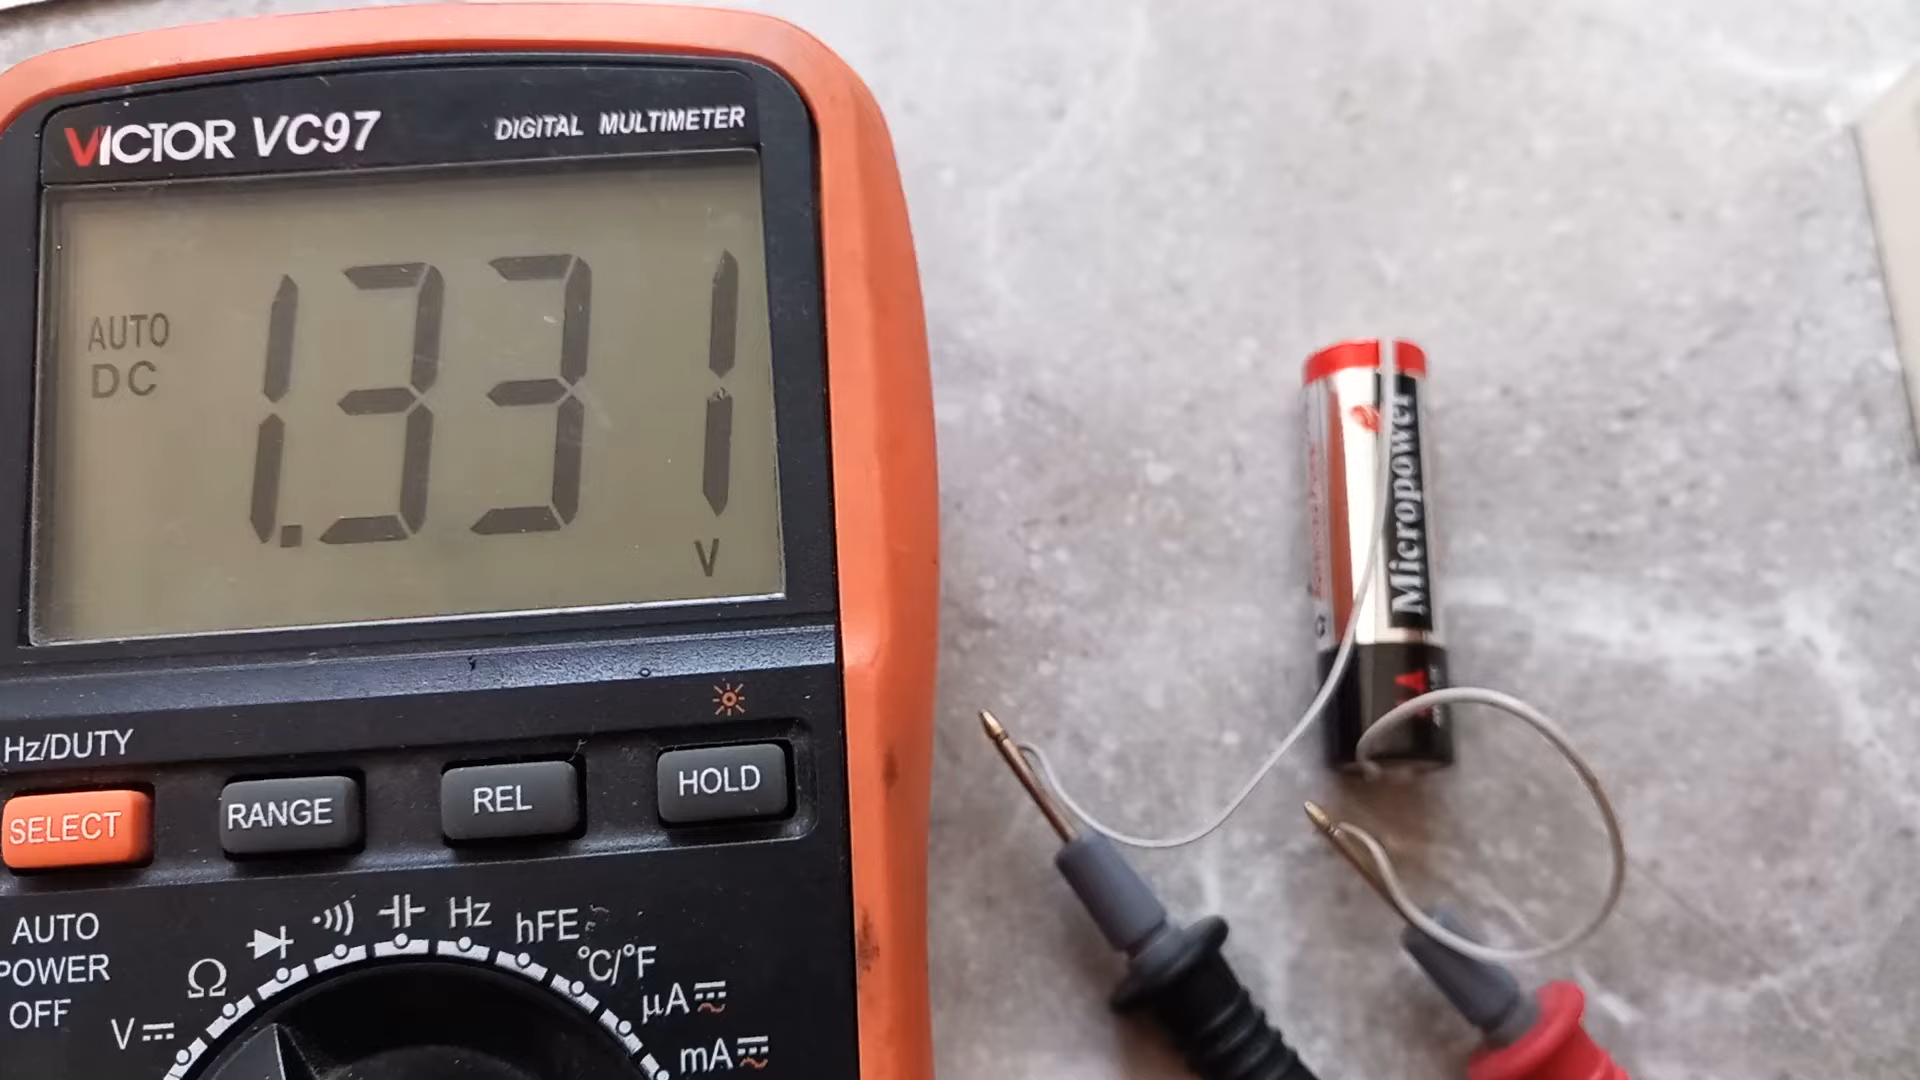 VICTOR VC97 DIGITAL MULTIMETER
AUTO
DC
1.331
V
Hz/DUTY
SELECT
RANGE
REL
HOLD
AUTO
POWER
OFF
V
Ω
Hz
hFE
°C/°F
µA
mA
Micropower